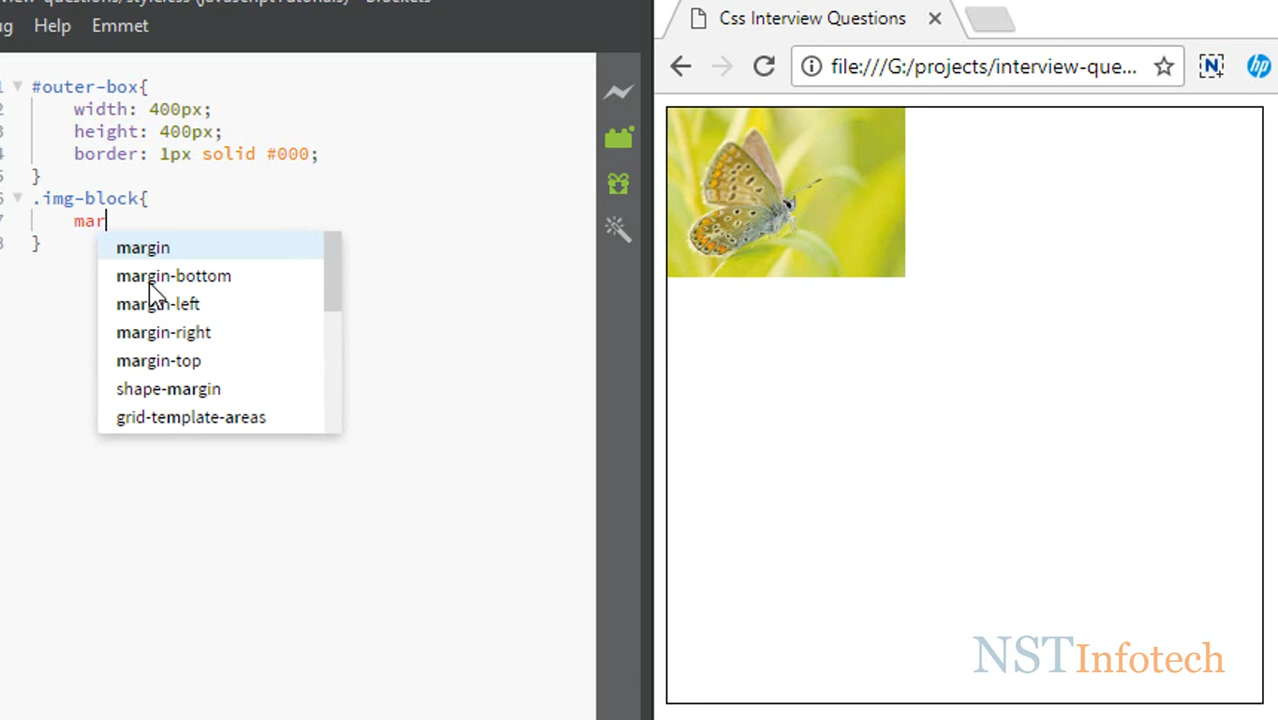 Help Emmet
#outer-box{
width: 400px;
height: 400px;
border: 1px solid #000;
}
.img-block{
mar
}
margin
margin-bottom
margin-left
margin-right
margin-top
shape-margin
grid-template-areas
Css Interview Questions
file:///G:/projects/interview-que...
N
hp
NSTInfotech